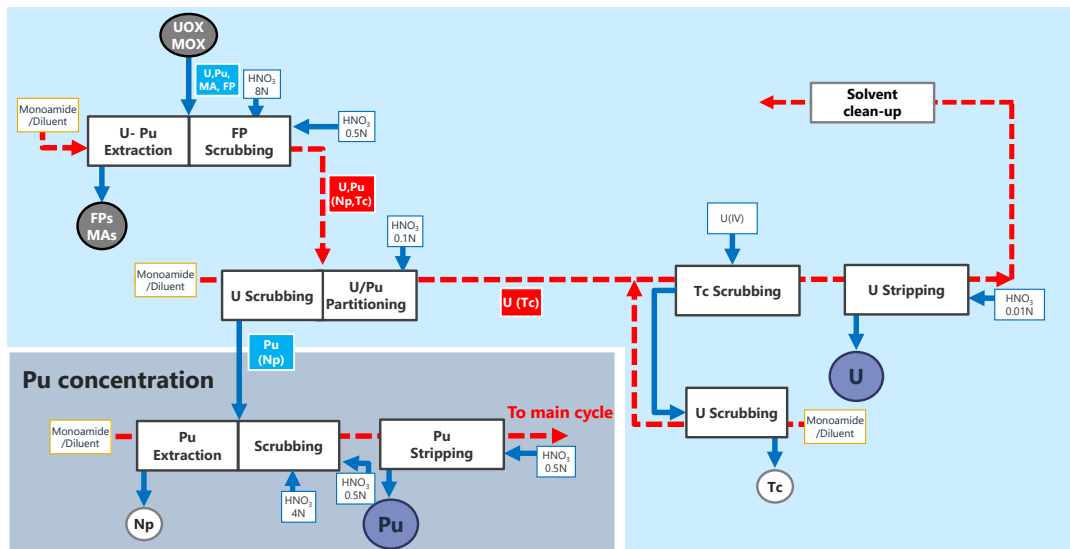 UOX
MOX
U,Pu,
MA, FP
HNO₃
8N
Monoamide
/Diluent
HNO₃
0.5N
U- Pu
Extraction
FP
Scrubbing
Solvent
clean-up
FPs
MAs
U,Pu
(Np,Tc)
HNO₃
0.1N
U(IV)
Monoamide
/Diluent
U Scrubbing
U/Pu
Partitioning
U (Tc)
Tc Scrubbing
U Stripping
HNO₃
0.01N
Pu
(Np)
U
Pu concentration
U Scrubbing
Monoamide
/Diluent
To main cycle
Monoamide
/Diluent
Pu
Extraction
Scrubbing
Pu
Stripping
HNO₃
0.5N
HNO₃
0.5N
HNO₃
4N
Np
Pu
Tc